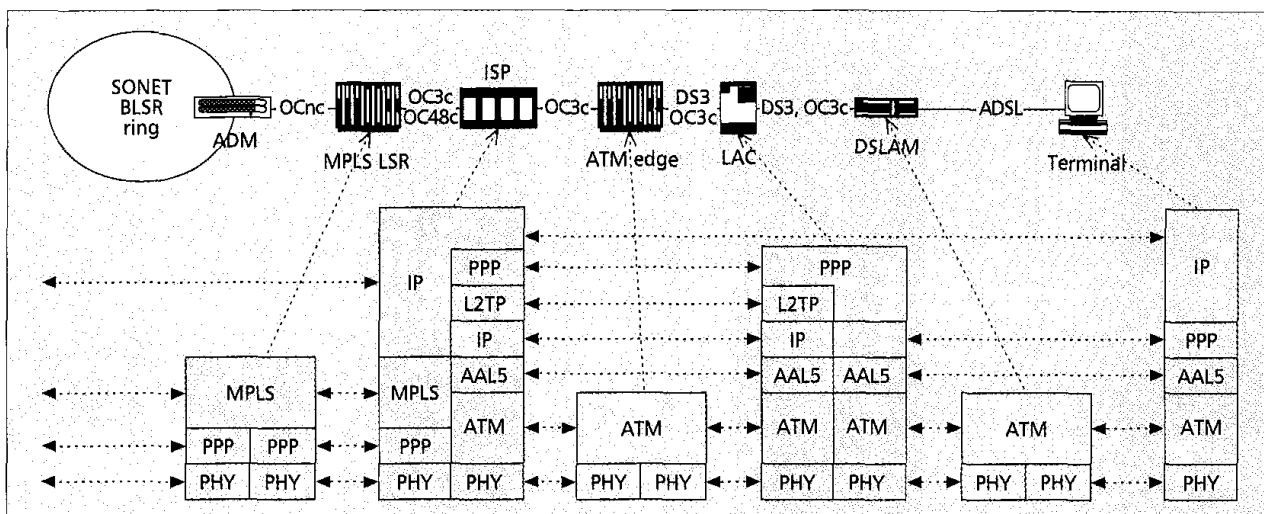 SONET
BLSR
ring
ADM
OCnc
MPLS LSR
OC3c
OC48c
ISP
OC3c
ATM edge
DS3
OC3c
LAC
DS3, OC3c
DSLAM
ADSL
Terminal
IP
PPP
PPP
IP
L2TP
L2TP
IP
IP
PPP
MPLS
MPLS
AAL5
AAL5
AAL5
AAL5
ATM
ATM
ATM
ATM
ATM
ATM
PPP
PPP
PPP
PHY
PHY
PHY
PHY
PHY
PHY
PHY
PHY
PHY
PHY
PHY